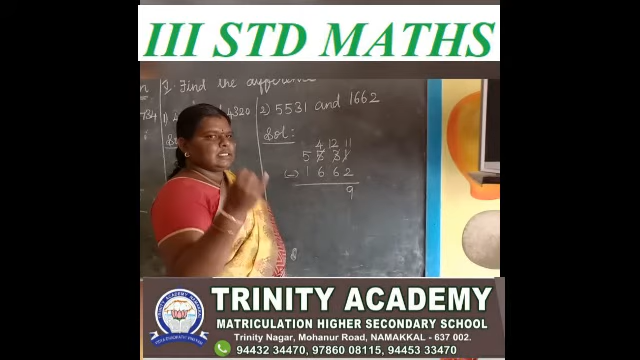 III STD MATHS
I. Find the difference
4320
2) 5531 and 1662
Sol:
4 12 11
5 5 3 1
(-) 1 6 6 2
9
TRINITY ACADEMY
MATRICULATION HIGHER SECONDARY SCHOOL
Trinity Nagar, Mohanur Road, NAMAKKAL - 637 002.
94432 34470, 97860 08115, 94453 33470